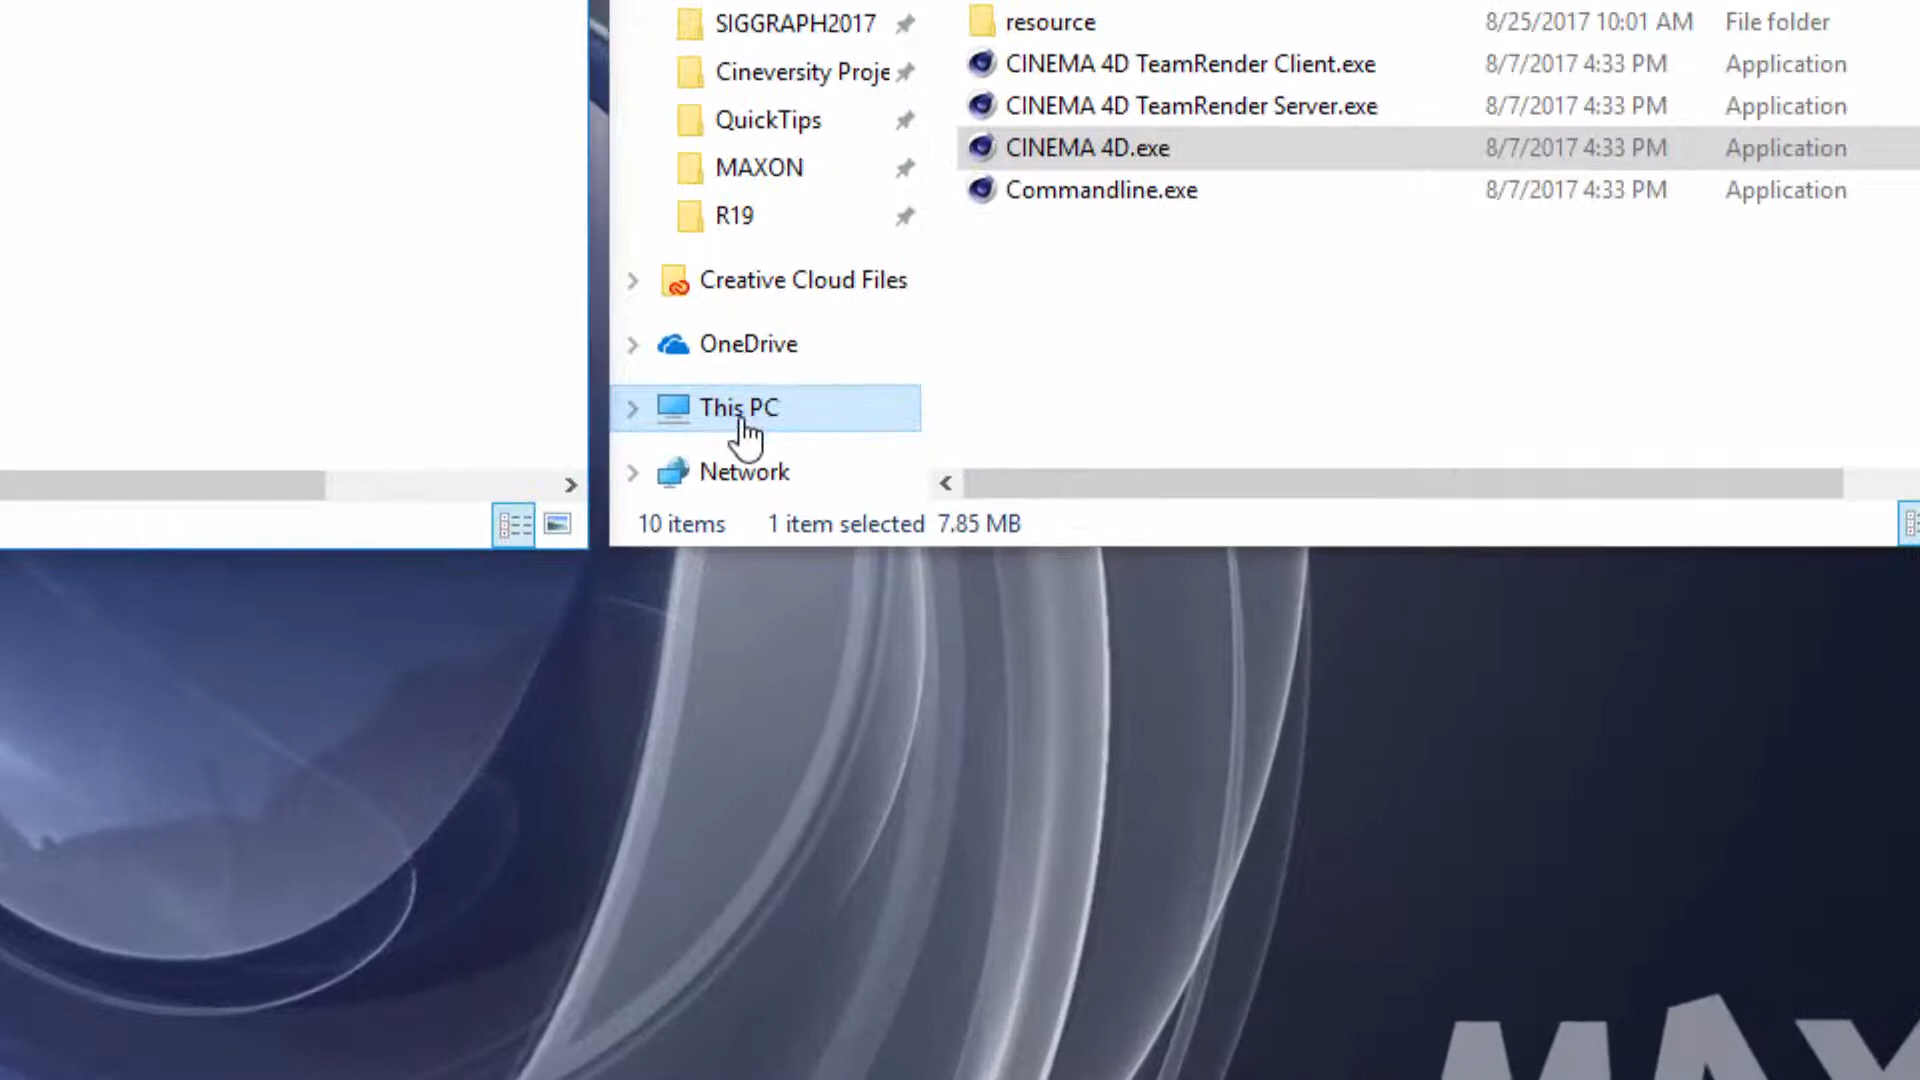 SIGGRAPH2017
Cineversity Proje
QuickTips
MAXON
R19
Creative Cloud Files
OneDrive
This PC
Network
resource 8/25/2017 10:01 AM File folder
CINEMA 4D TeamRender Client.exe 8/7/2017 4:33 PM Application
CINEMA 4D TeamRender Server.exe 8/7/2017 4:33 PM Application
CINEMA 4D.exe 8/7/2017 4:33 PM Application
Commandline.exe 8/7/2017 4:33 PM Application
10 items 1 item selected 7.85 MB
MAX